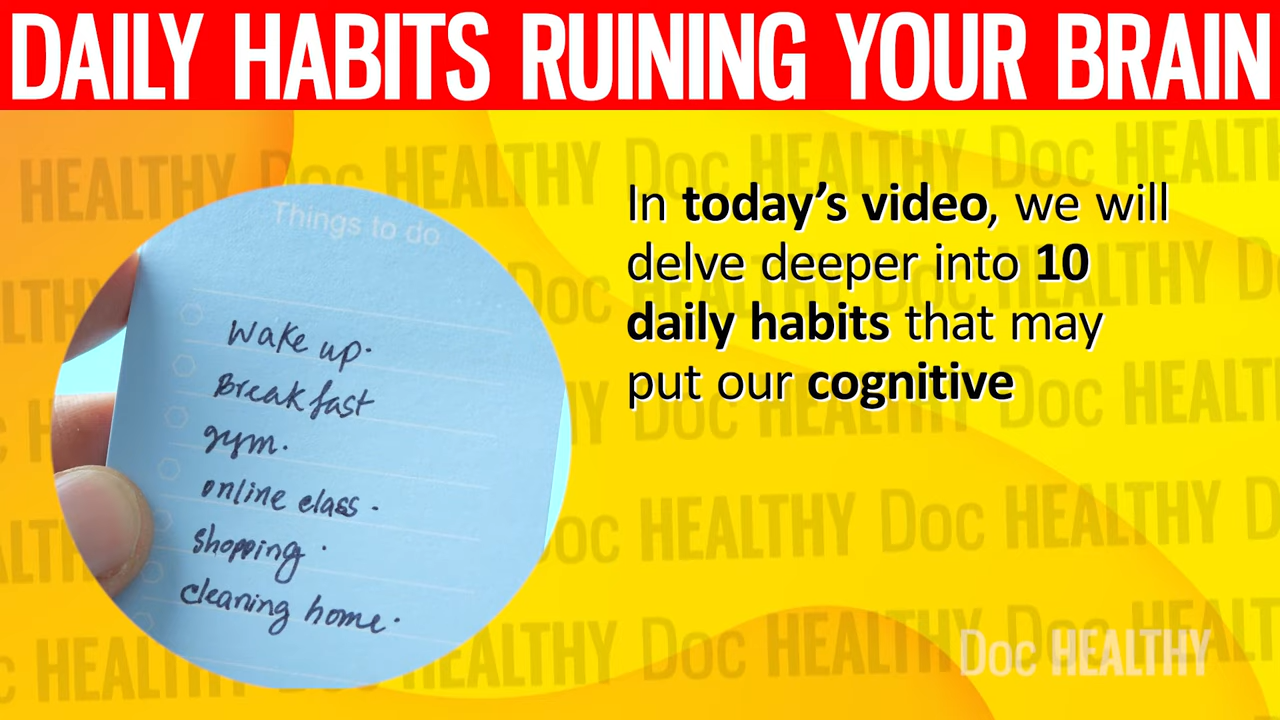 DAILY HABITS RUINING YOUR BRAIN
Things to do
wake up.
Breakfast
gym.
online class.
shopping.
cleaning home.
In today's video, we will
delve deeper into 10
daily habits that may
put our cognitive
Doc HEALTHY